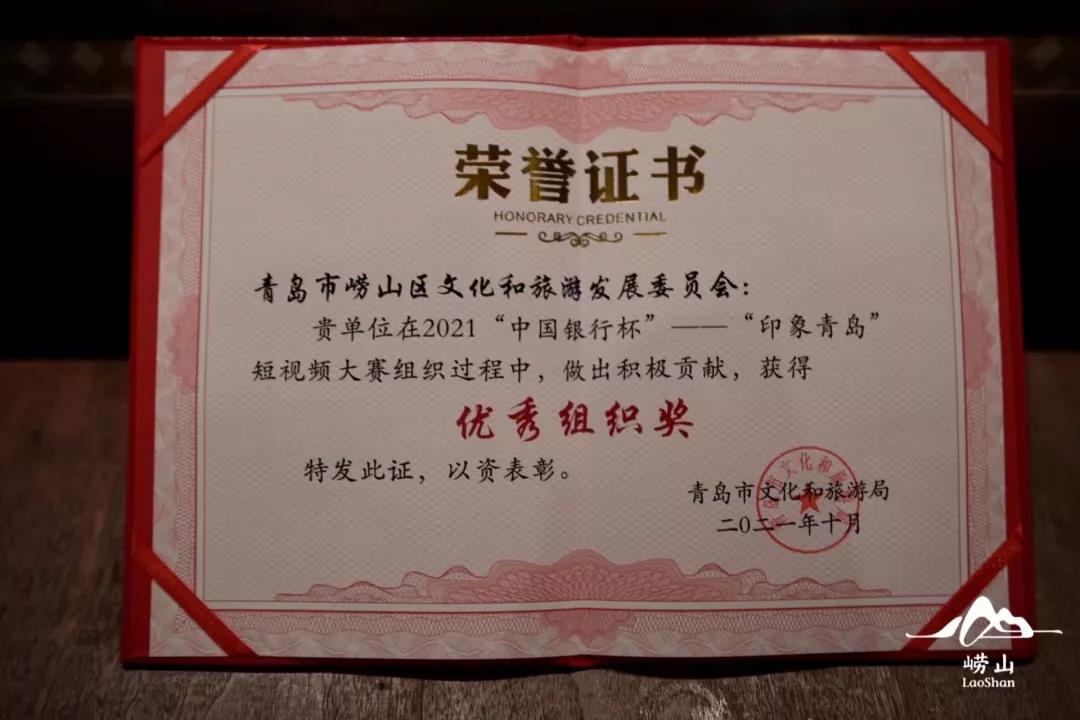 荣誉证书
HONORARY CREDENTIAL
青岛市崂山区文化和旅游发展委员会：
贵单位在2021“中国银行杯”——“印象青岛”
短视频大赛组织过程中，做出积极贡献，获得
优秀组织奖
特发此证，以资表彰。
青岛市文化和旅游局
二〇二一年十月
崂山
LaoShan